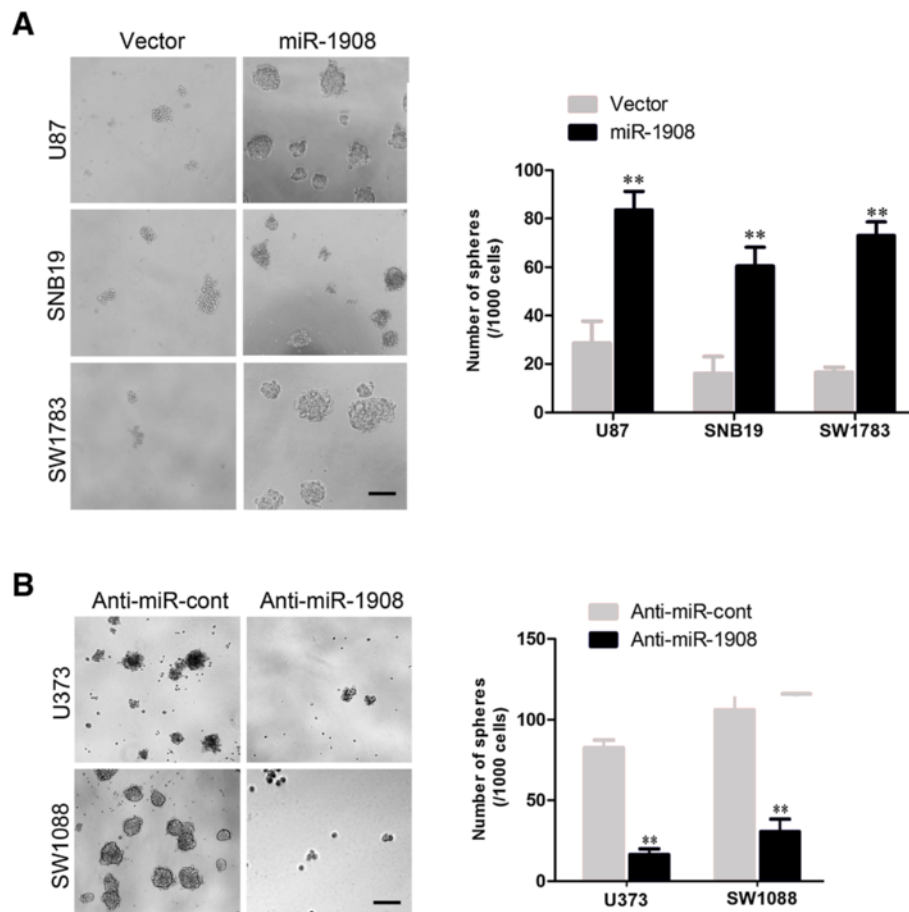 A
Vector miR-1908
U87
SNB19
SW1783
Vector
miR-1908
Number of spheres
(/1000 cells)
100
80
60
40
20
0
** ** **
U87 SNB19 SW1783
B
Anti-miR-cont Anti-miR-1908
U373
SW1088
Anti-miR-cont
Anti-miR-1908
Number of spheres
(/1000 cells)
150
100
50
0
** **
U373 SW1088